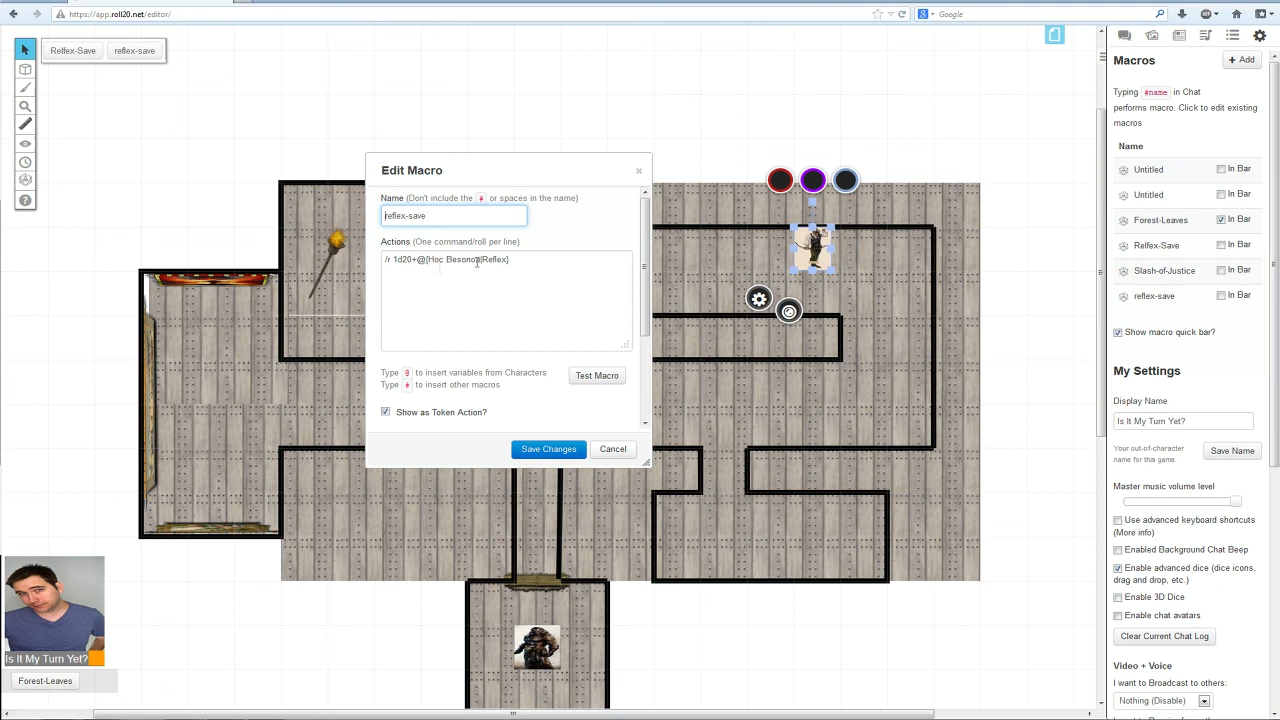 https://app.roll20.net/editor/
Google
Relfex-Save
reflex-save
Edit Macro
Name (Don't include the # or spaces in the name)
reflex-save
Actions (One command/roll per line)
/r 1d20+@{Hoc
Reflex}
Type @ to insert variables from Characters
Type # to insert other macros
Test Macro
Show as Token Action?
Save Changes
Cancel
Macros
+ Add
Typing #name in Chat
performs macro. Click to edit existing
macros
Name
Untitled In Bar
Untitled In Bar
Forest-Leaves In Bar
Relfex-Save In Bar
Slash-of-Justice In Bar
reflex-save In Bar
Show macro quick bar?
My Settings
Display Name
Is It My Turn Yet?
Your out-of-character
name for this game.
Save Name
Master music volume level
Use advanced keyboard shortcuts
(More info)
Enabled Background Chat Beep
Enable advanced dice (dice icons,
drag and drop, etc.)
Enable 3D Dice
Enable chat avatars
Clear Current Chat Log
Video + Voice
I want to Broadcast to others:
Nothing (Disable)
Is It My Turn Yet?
Forest-Leaves